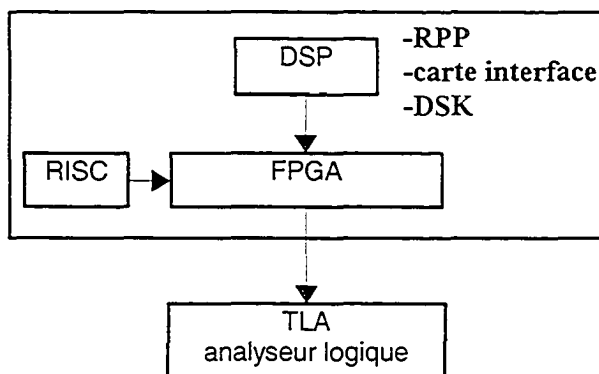 DSP
-RPP
-carte interface
-DSK
RISC
FPGA
TLA
analyseur logique